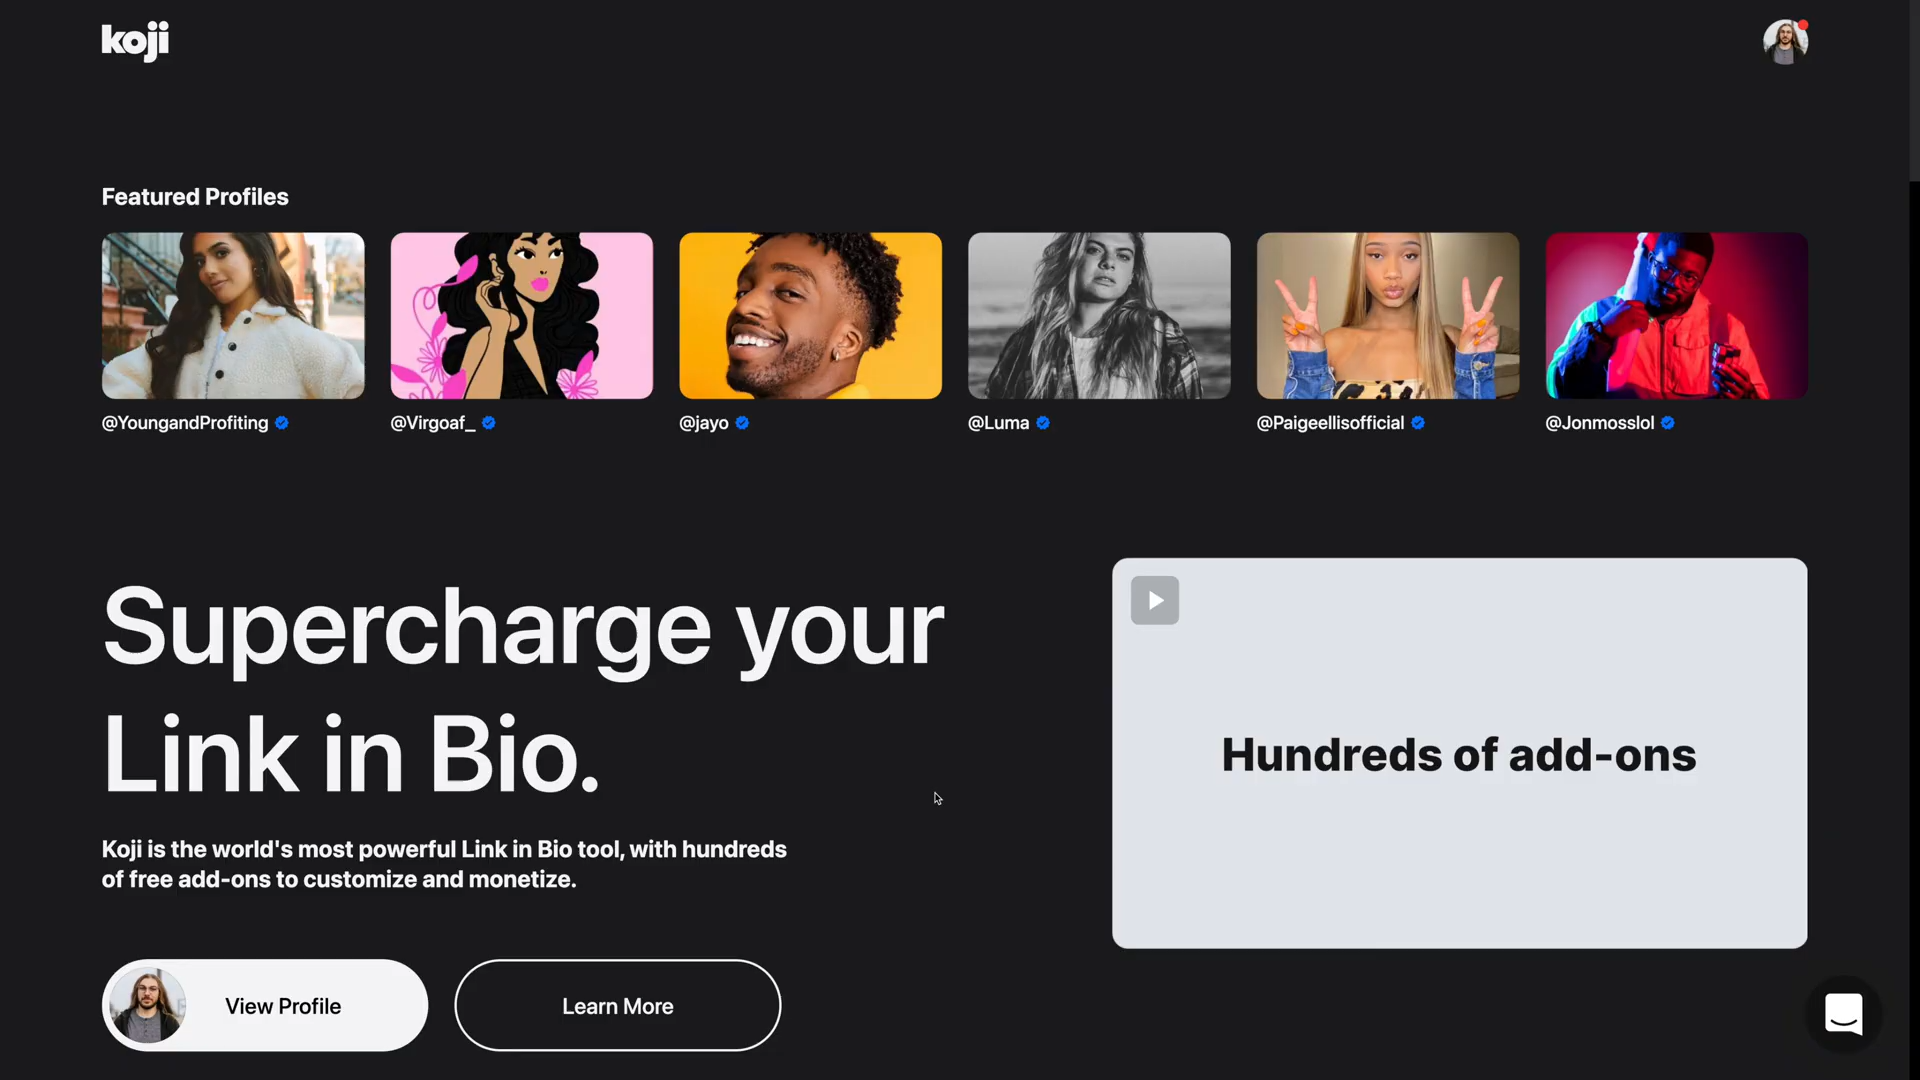 koji
Featured Profiles
@YoungandProfiting
@Virgoaf_
@jayo
@Luma
@Paigeellisofficial
@Jonmosslol
Supercharge your
Link in Bio.
Hundreds of add-ons
Koji is the world's most powerful Link in Bio tool, with hundreds
of free add-ons to customize and monetize.
View Profile
Learn More